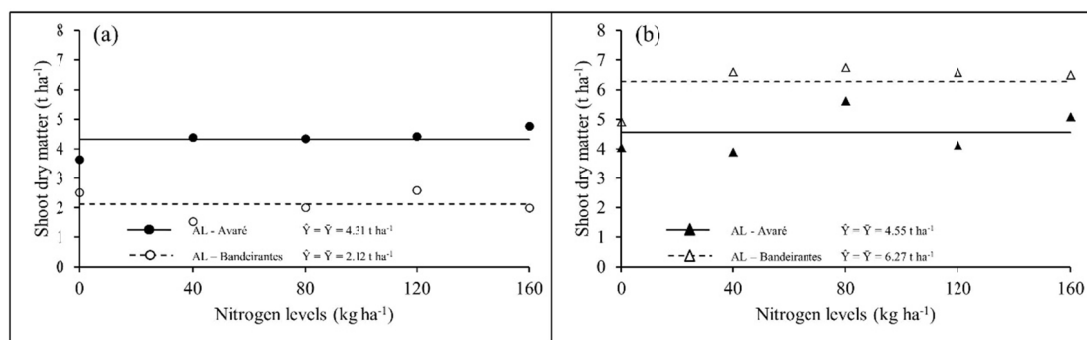 (a)
Shoot dry matter (t ha⁻¹)
8
7
6
5
4
3
2
1
0
AL - Avaré Ŷ = Ȳ = 4.31 t ha⁻¹
AL – Bandeirantes Ŷ = Ȳ = 2.12 t ha⁻¹
0 40 80 120 160
Nitrogen levels (kg ha⁻¹)
(b)
Shoot dry matter (t ha⁻¹)
8
7
6
5
4
3
2
1
0
AL - Avaré Ŷ = Ȳ = 4.55 t ha⁻¹
AL – Bandeirantes Ŷ = Ȳ = 6.27 t ha⁻¹
0 40 80 120 160
Nitrogen levels (kg ha⁻¹)